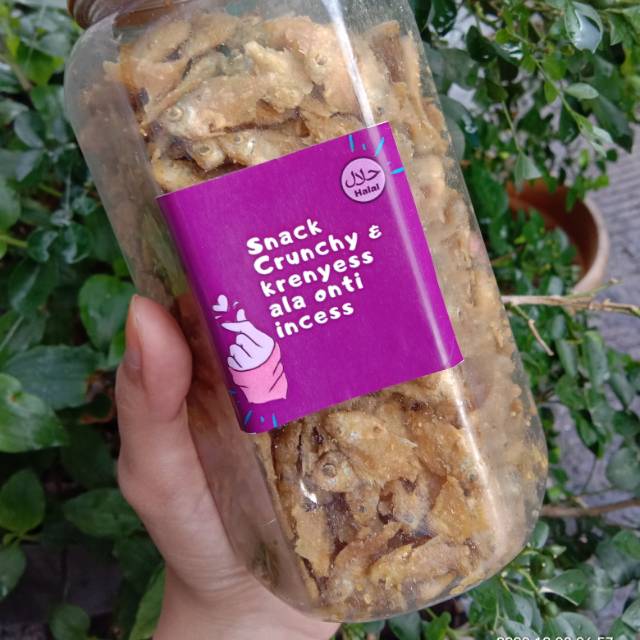 حلال
Halal
Snack
Crunchy &
krenyess
ala onti
incess